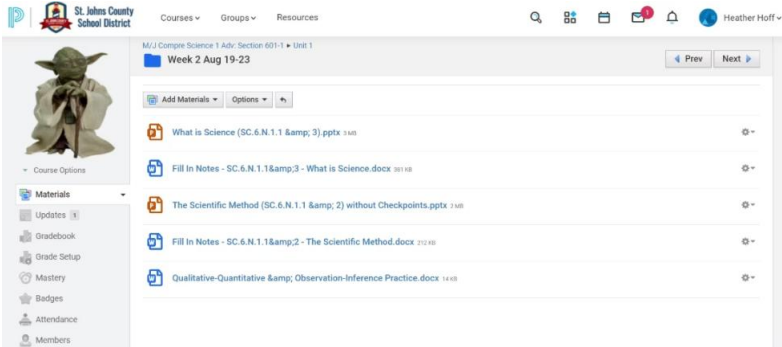 St. Johns County
School District
Courses
Groups
Resources
1
Heather Hoff
M/J Compre Science 1 Adv: Section 601-1 ▸ Unit 1
Week 2 Aug 19-23
Prev
Next
Add Materials
Options
What is Science (SC.6.N.1.1 &amp; 3).pptx 3 MB
Fill In Notes - SC.6.N.1.1&amp;3 - What is Science.docx 381 KB
The Scientific Method (SC.6.N.1.1 &amp; 2) without Checkpoints.pptx 3 MB
Fill In Notes - SC.6.N.1.1&amp;2 - The Scientific Method.docx 212 KB
Qualitative-Quantitative &amp; Observation-Inference Practice.docx 14 KB
Course Options
Materials
Updates 1
Gradebook
Grade Setup
Mastery
Badges
Attendance
Members